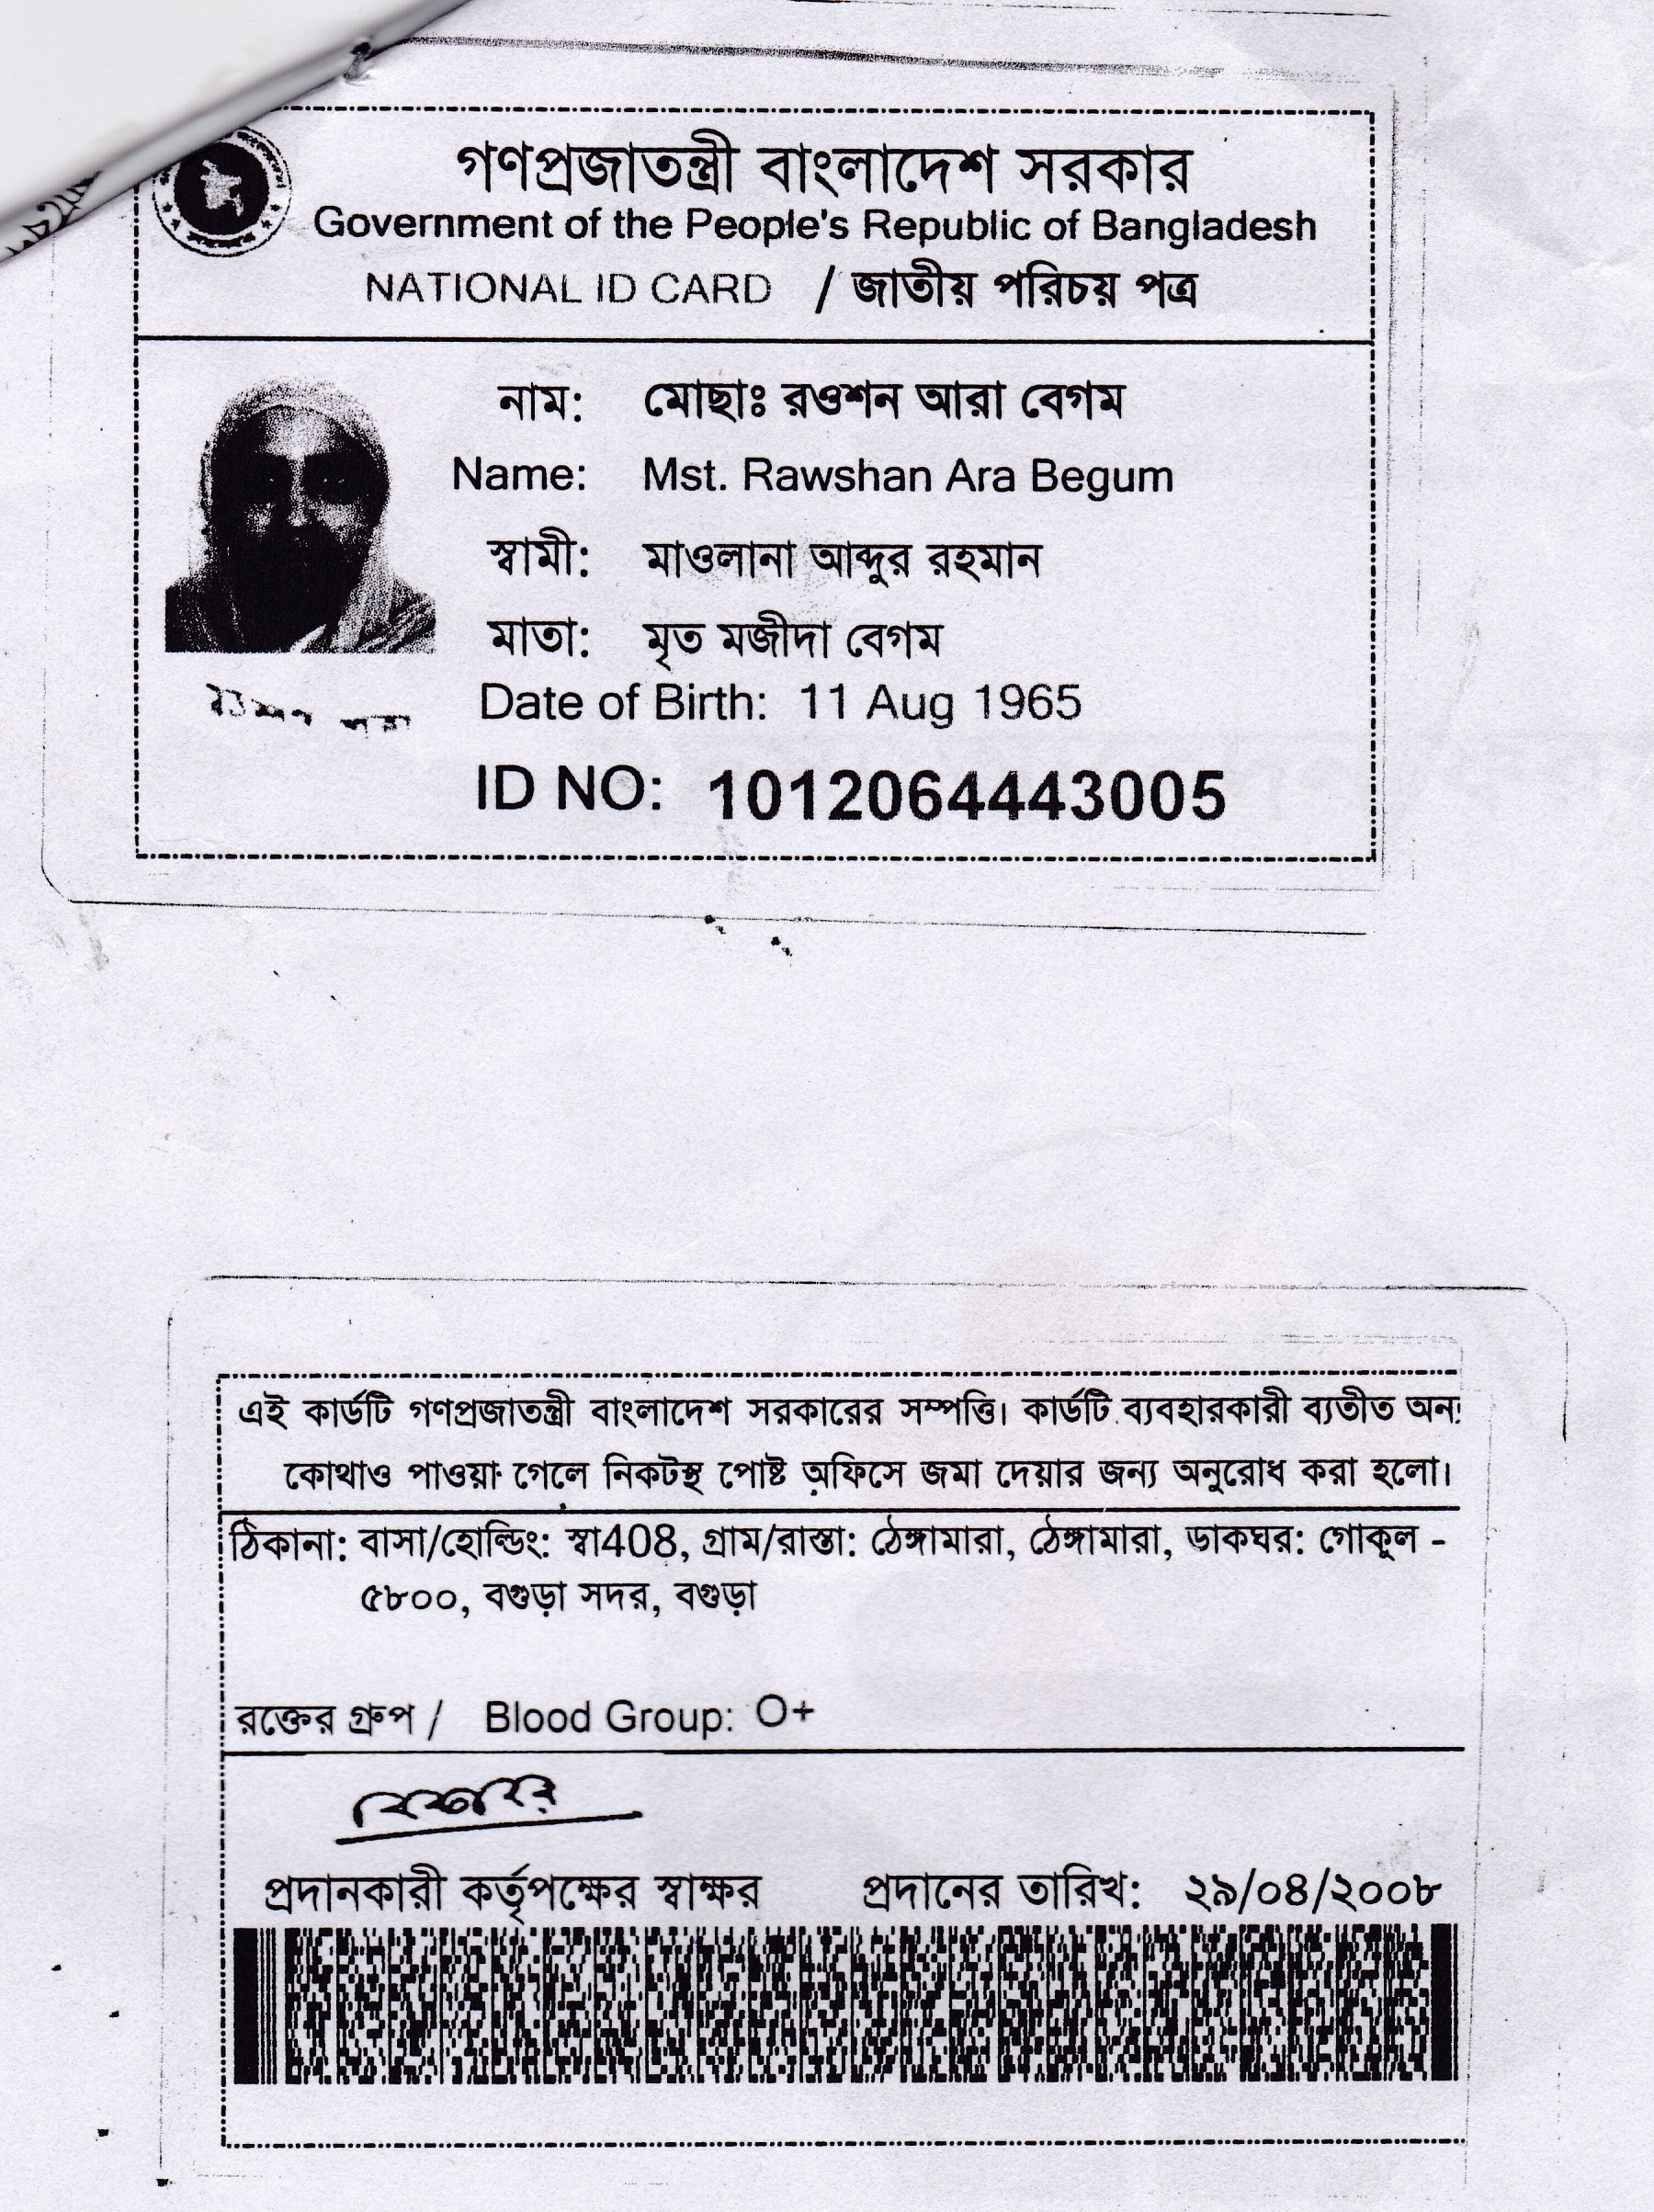 গণপ্রজাতন্ত্রী বাংলাদেশ সরকার
Government of the People's Republic of Bangladesh
NATIONAL ID CARD / জাতীয় পরিচয় পত্র
নাম: মোছাঃ রওশন আরা বেগম
Name: Mst. Rawshan Ara Begum
স্বামী: মাওলানা আব্দুর রহমান
মাতা: মৃত মজীদা বেগম
Date of Birth: 11 Aug 1965
ID NO: 1012064443005
এই কার্ডটি গণপ্রজাতন্ত্রী বাংলাদেশ সরকারের সম্পত্তি। কার্ডটি ব্যবহারকারী ব্যতীত অন্য
কোথাও পাওয়া গেলে নিকটস্থ পোষ্ট অফিসে জমা দেয়ার জন্য অনুরোধ করা হলো।
ঠিকানা: বাসা/হোল্ডিং: স্বা408, গ্রাম/রাস্তা: ঠেঙ্গামারা, ঠেঙ্গামারা, ডাকঘর: গোকুল -
৫৮০০, বগুড়া সদর, বগুড়া
রক্তের গ্রুপ / Blood Group: O+
প্রদানকারী কর্তৃপক্ষের স্বাক্ষর প্রদানের তারিখ: ২৯/০৪/২০০৮